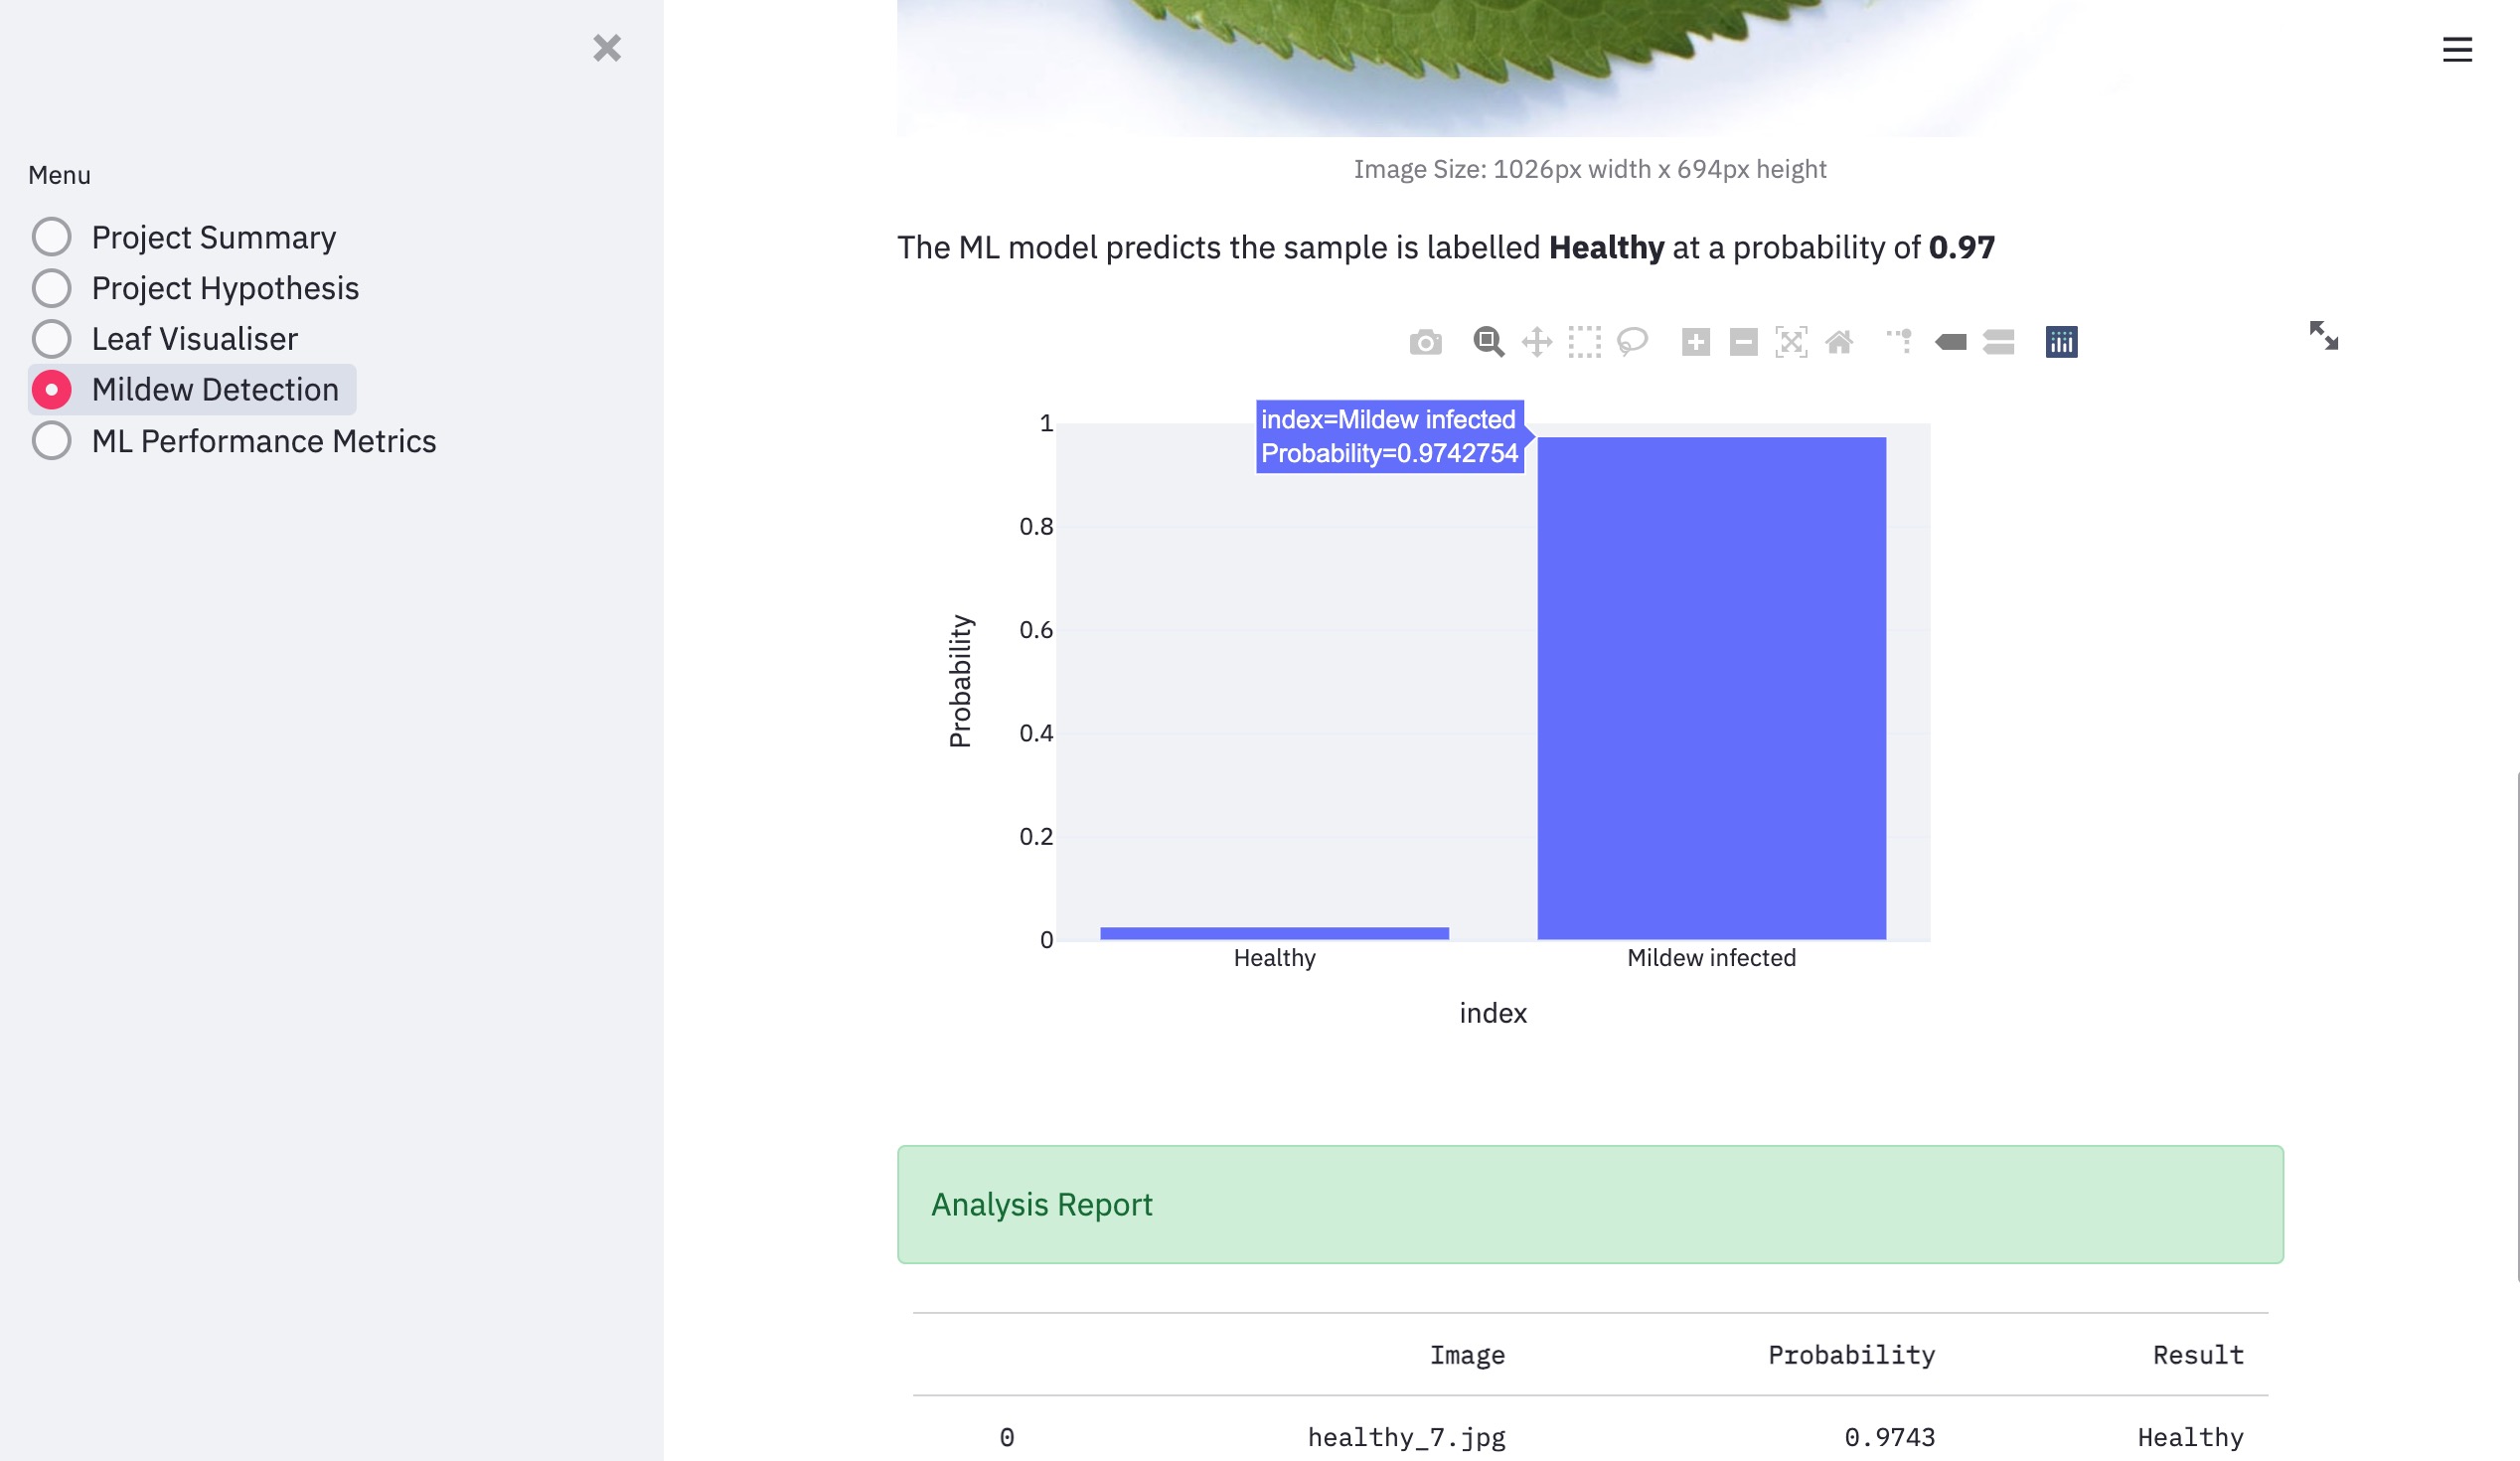 Menu
Project Summary
Project Hypothesis
Leaf Visualiser
Mildew Detection
ML Performance Metrics
Image Size: 1026px width x 694px height
The ML model predicts the sample is labelled Healthy at a probability of 0.97
index=Mildew infected
Probability=0.9742754
1
0.8
0.6
0.4
0.2
0
Probability
Healthy
Mildew infected
index
Analysis Report
Image Probability Result
0 healthy_7.jpg 0.9743 Healthy